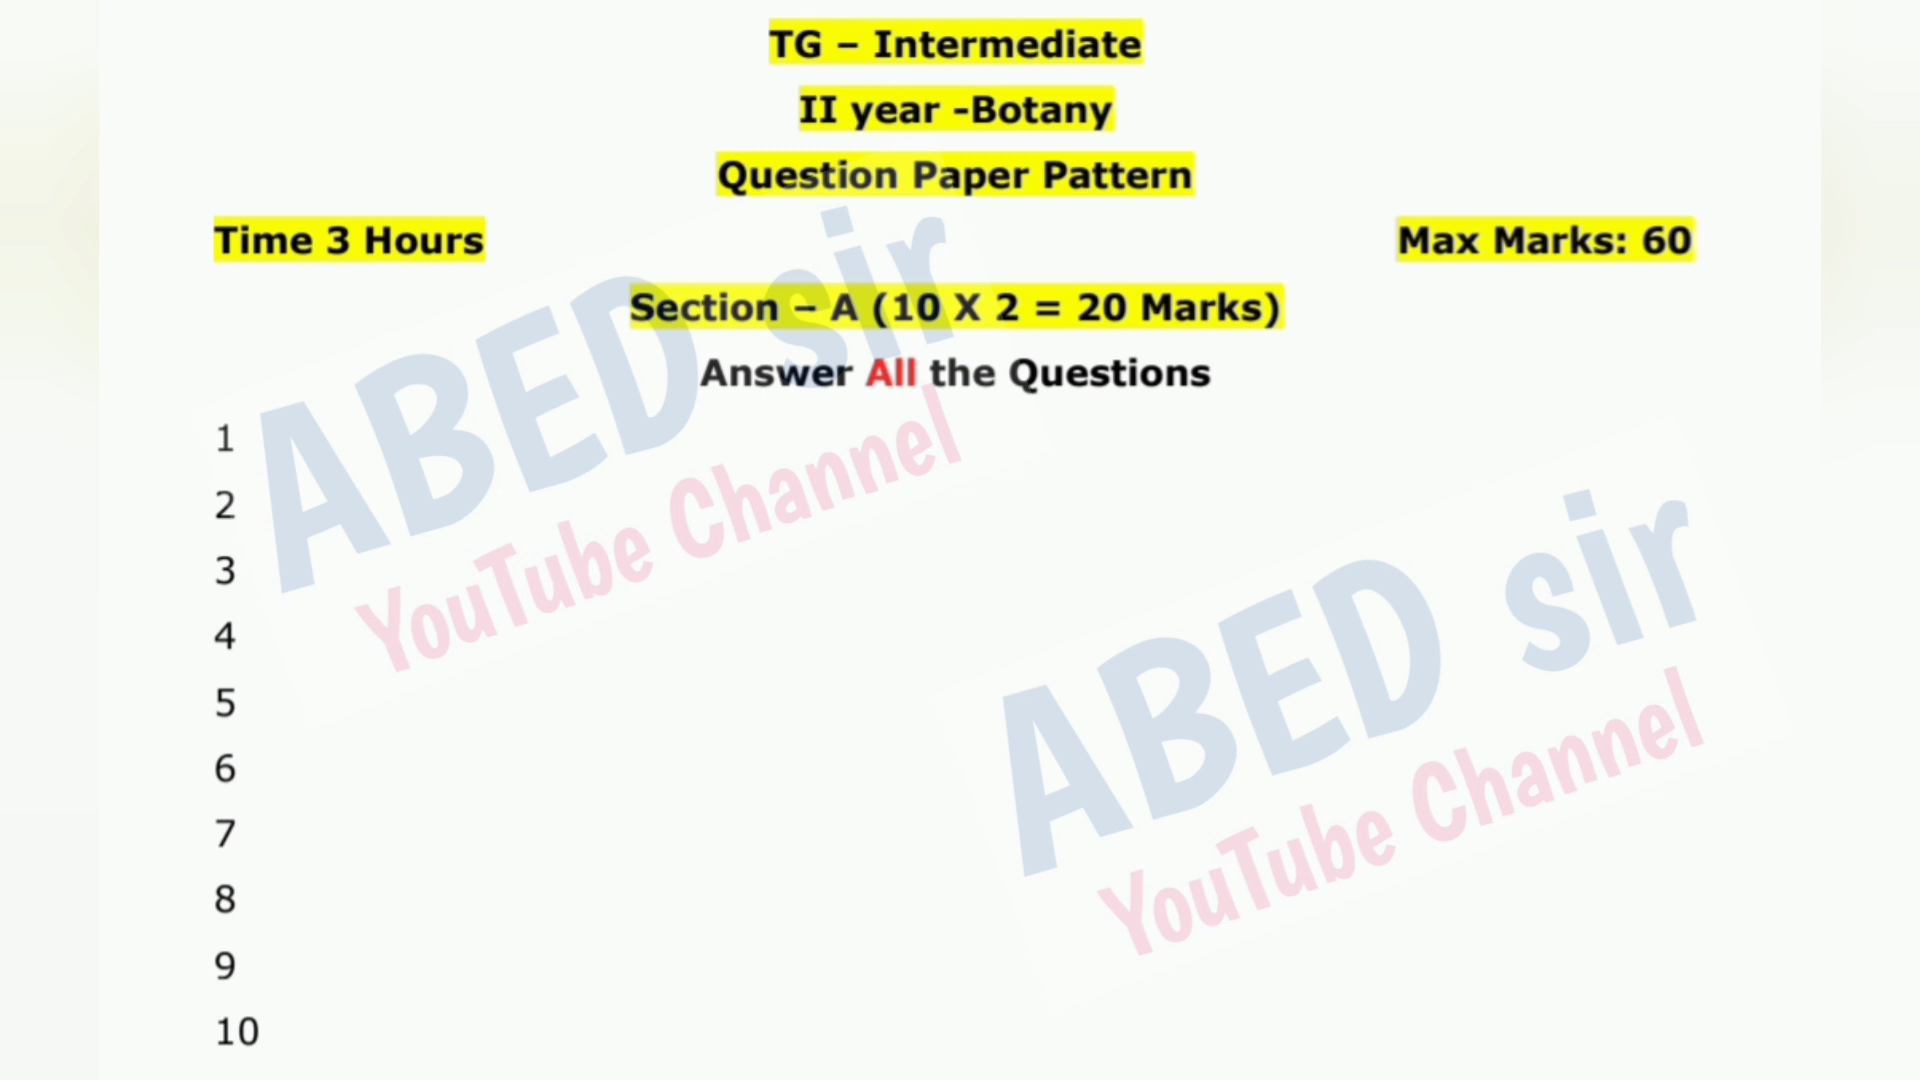 TG – Intermediate
II year -Botany
Question Paper Pattern
Time 3 Hours Max Marks: 60
Section – A (10 X 2 = 20 Marks)
Answer All the Questions
1
2
3
4
5
6
7
8
9
10
ABED sir
YouTube Channel
ABED sir
YouTube Channel